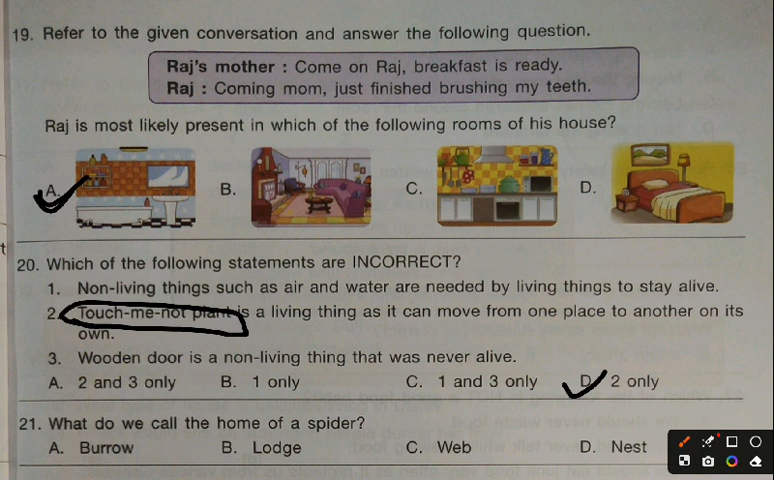 19. Refer to the given conversation and answer the following question.
Raj's mother : Come on Raj, breakfast is ready.
Raj : Coming mom, just finished brushing my teeth.
Raj is most likely present in which of the following rooms of his house?
A. B. C. D.
20. Which of the following statements are INCORRECT?
1. Non-living things such as air and water are needed by living things to stay alive.
2. Touch-me-not plant is a living thing as it can move from one place to another on its
own.
3. Wooden door is a non-living thing that was never alive.
A. 2 and 3 only B. 1 only C. 1 and 3 only D. 2 only
21. What do we call the home of a spider?
A. Burrow B. Lodge C. Web D. Nest